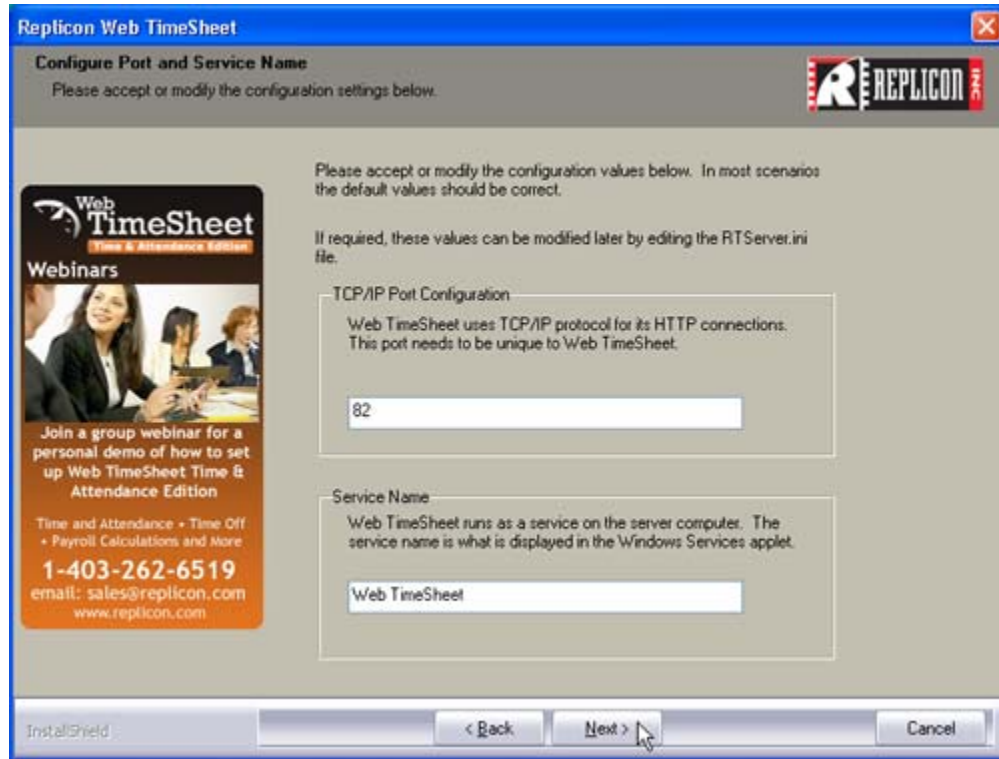 Replicon Web TimeSheet
Configure Port and Service Name
Please accept or modify the configuration settings below.
REPLICON INC
Please accept or modify the configuration values below. In most scenarios
the default values should be correct.
If required, these values can be modified later by editing the RTServer.ini
file.
Web
TimeSheet
Time & Attendance Edition
Webinars
Join a group webinar for a
personal demo of how to set
up Web TimeSheet Time &
Attendance Edition
Time and Attendance • Time Off
• Payroll Calculations and More
1-403-262-6519
email: sales@replicon.com
www.replicon.com
TCP/IP Port Configuration
Web TimeSheet uses TCP/IP protocol for its HTTP connections.
This port needs to be unique to Web TimeSheet.
82
Service Name
Web TimeSheet runs as a service on the server computer. The
service name is what is displayed in the Windows Services applet.
Web TimeSheet
InstallShield
< Back
Next >
Cancel